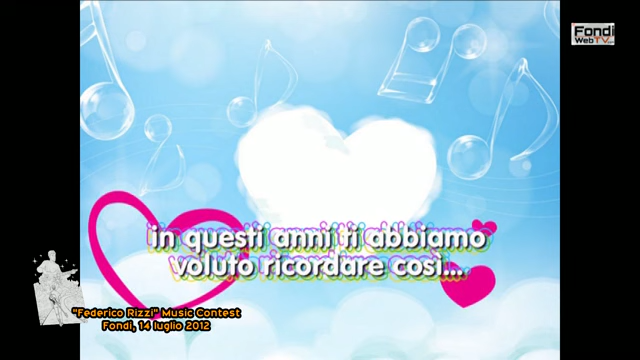 Fondi
WebTV
in questi anni ti abbiamo
voluto ricordare così...
"Federico Rizzi" Music Contest
Fondi, 14 luglio 2012